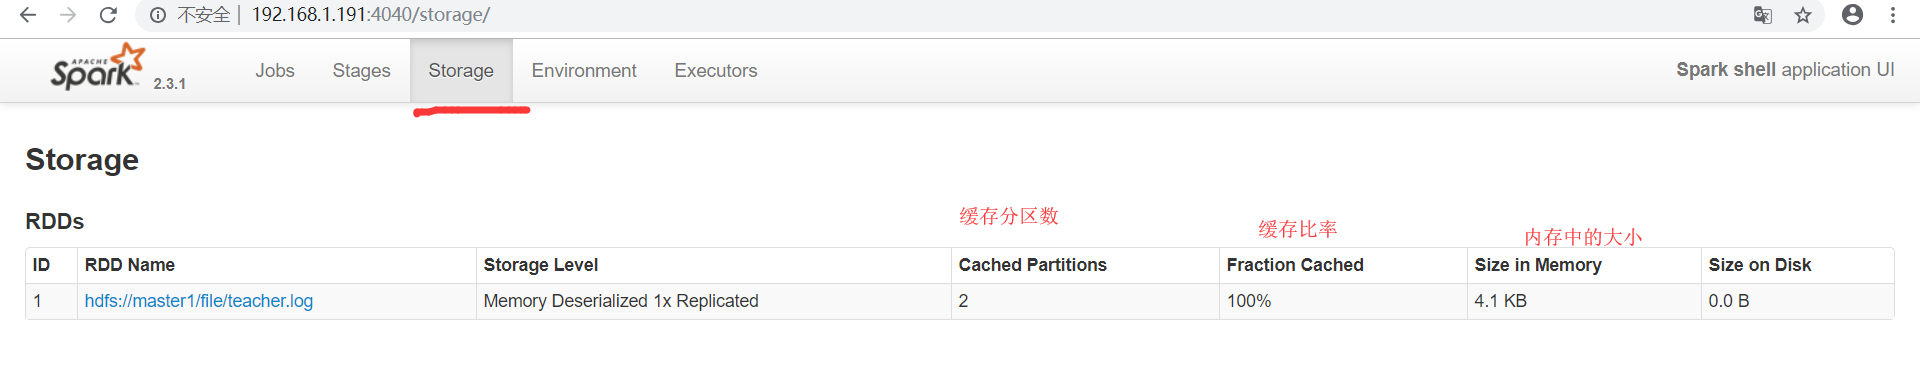 不安全 | 192.168.1.191:4040/storage/
APACHE Spark 2.3.1 Jobs Stages Storage Environment Executors Spark shell application UI
Storage
RDDs
缓存分区数 缓存比率 内存中的大小
ID RDD Name Storage Level Cached Partitions Fraction Cached Size in Memory Size on Disk
1 hdfs://master1/file/teacher.log Memory Deserialized 1x Replicated 2 100% 4.1 KB 0.0 B